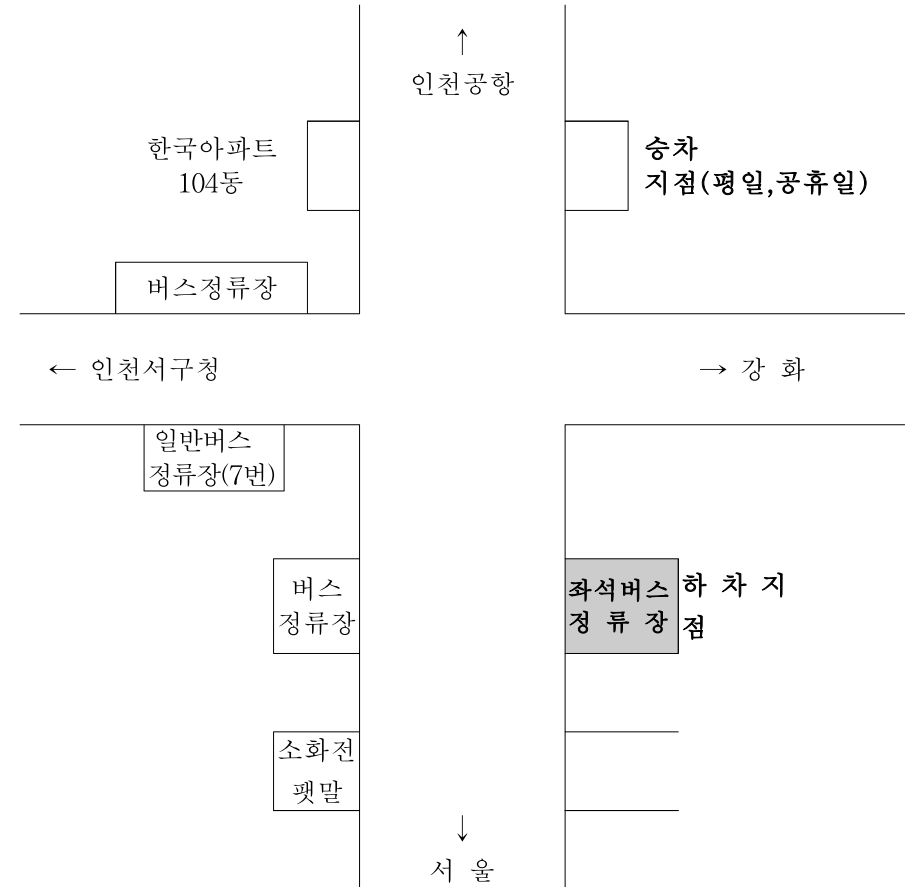 ↑
인천공항
한국아파트
104동
승차
지점(평일,공휴일)
버스정류장
← 인천서구청
→ 강 화
일반버스
정류장(7번)
버스
정류장
좌석버스
정 류 장
하 차 지
점
소화전
팻말
↓
서 울